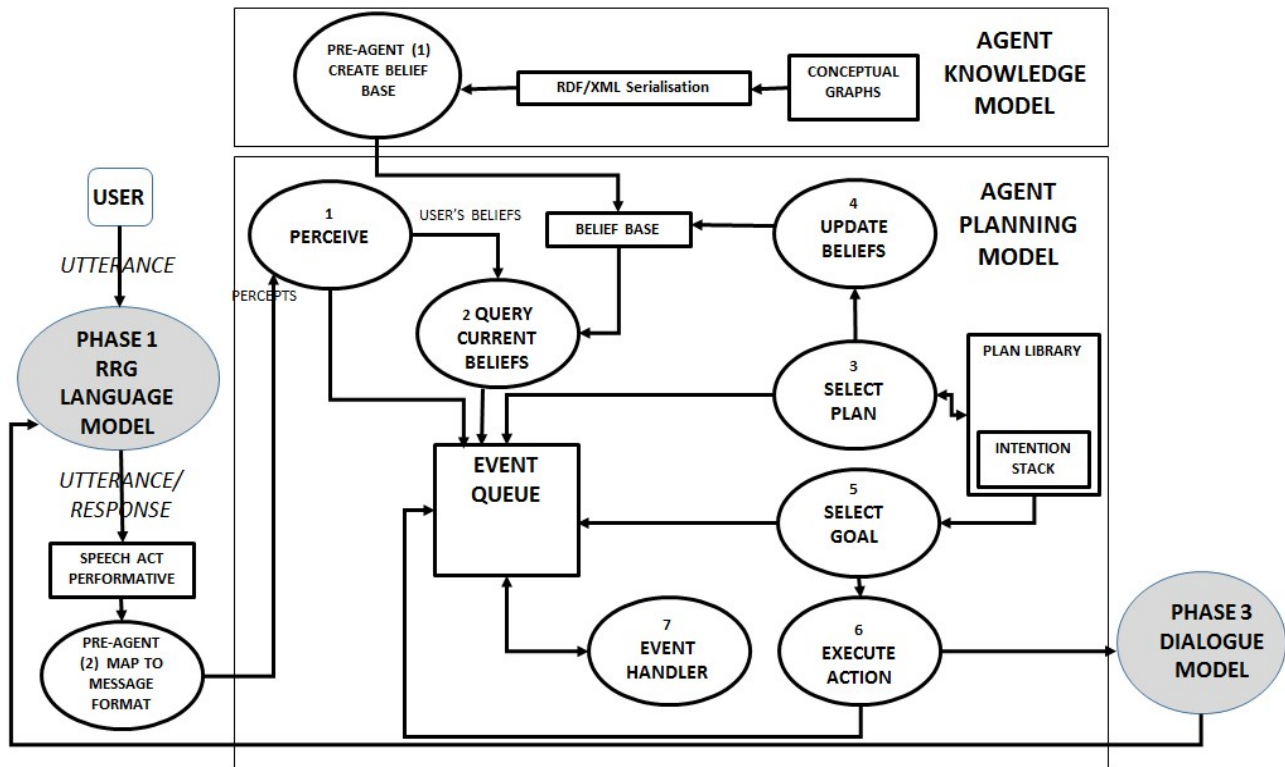 PRE-AGENT (1)
CREATE BELIEF
BASE
RDF/XML Serialisation
CONCEPTUAL
GRAPHS
AGENT
KNOWLEDGE
MODEL
USER
UTTERANCE
PHASE 1
RRG
LANGUAGE
MODEL
UTTERANCE/
RESPONSE
SPEECH ACT
PERFORMATIVE
PRE-AGENT
(2) MAP TO
MESSAGE
FORMAT
PERCEPTS
1
PERCEIVE
USER'S BELIEFS
2 QUERY
CURRENT
BELIEFS
BELIEF BASE
4
UPDATE
BELIEFS
AGENT
PLANNING
MODEL
3
SELECT
PLAN
PLAN LIBRARY
INTENTION
STACK
EVENT
QUEUE
5
SELECT
GOAL
7
EVENT
HANDLER
6
EXECUTE
ACTION
PHASE 3
DIALOGUE
MODEL